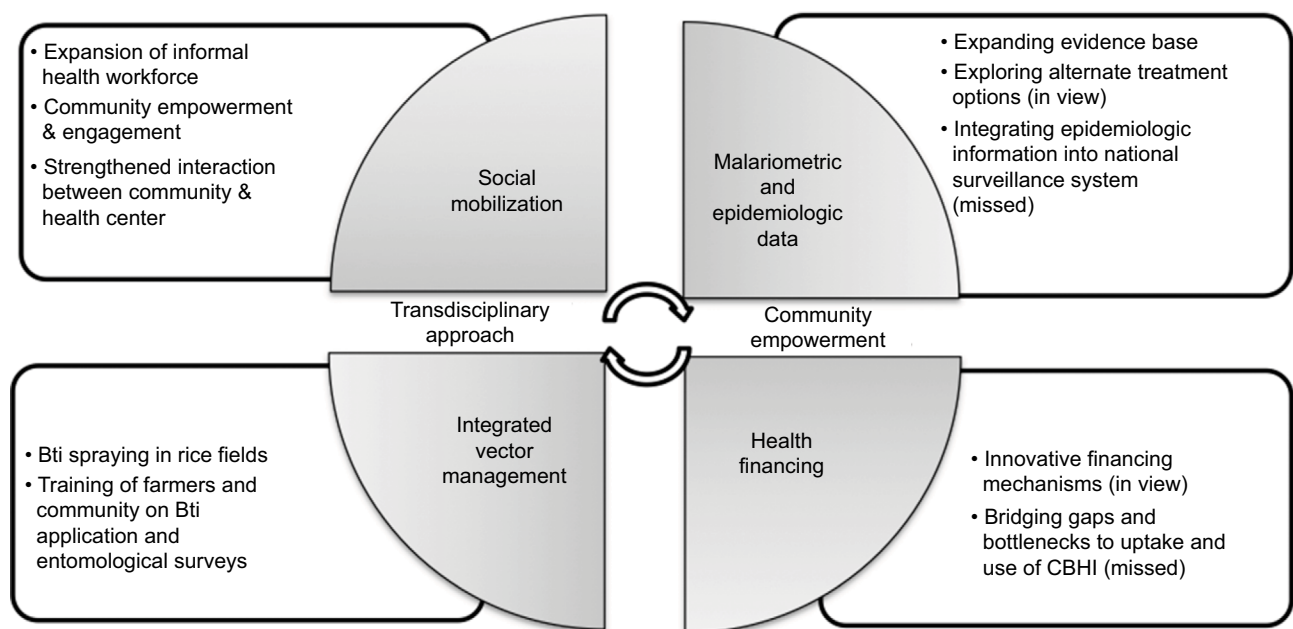 • Expansion of informal
health workforce
• Community empowerment
& engagement
• Strengthened interaction
between community &
health center
Social
mobilization
Malariometric
and
epidemiologic
data
• Expanding evidence base
• Exploring alternate treatment
options (in view)
• Integrating epidemiologic
information into national
surveillance system
(missed)
Transdisciplinary
approach
Community
empowerment
• Bti spraying in rice fields
• Training of farmers and
community on Bti
application and
entomological surveys
Integrated
vector
management
Health
financing
• Innovative financing
mechanisms (in view)
• Bridging gaps and
bottlenecks to uptake and
use of CBHI (missed)